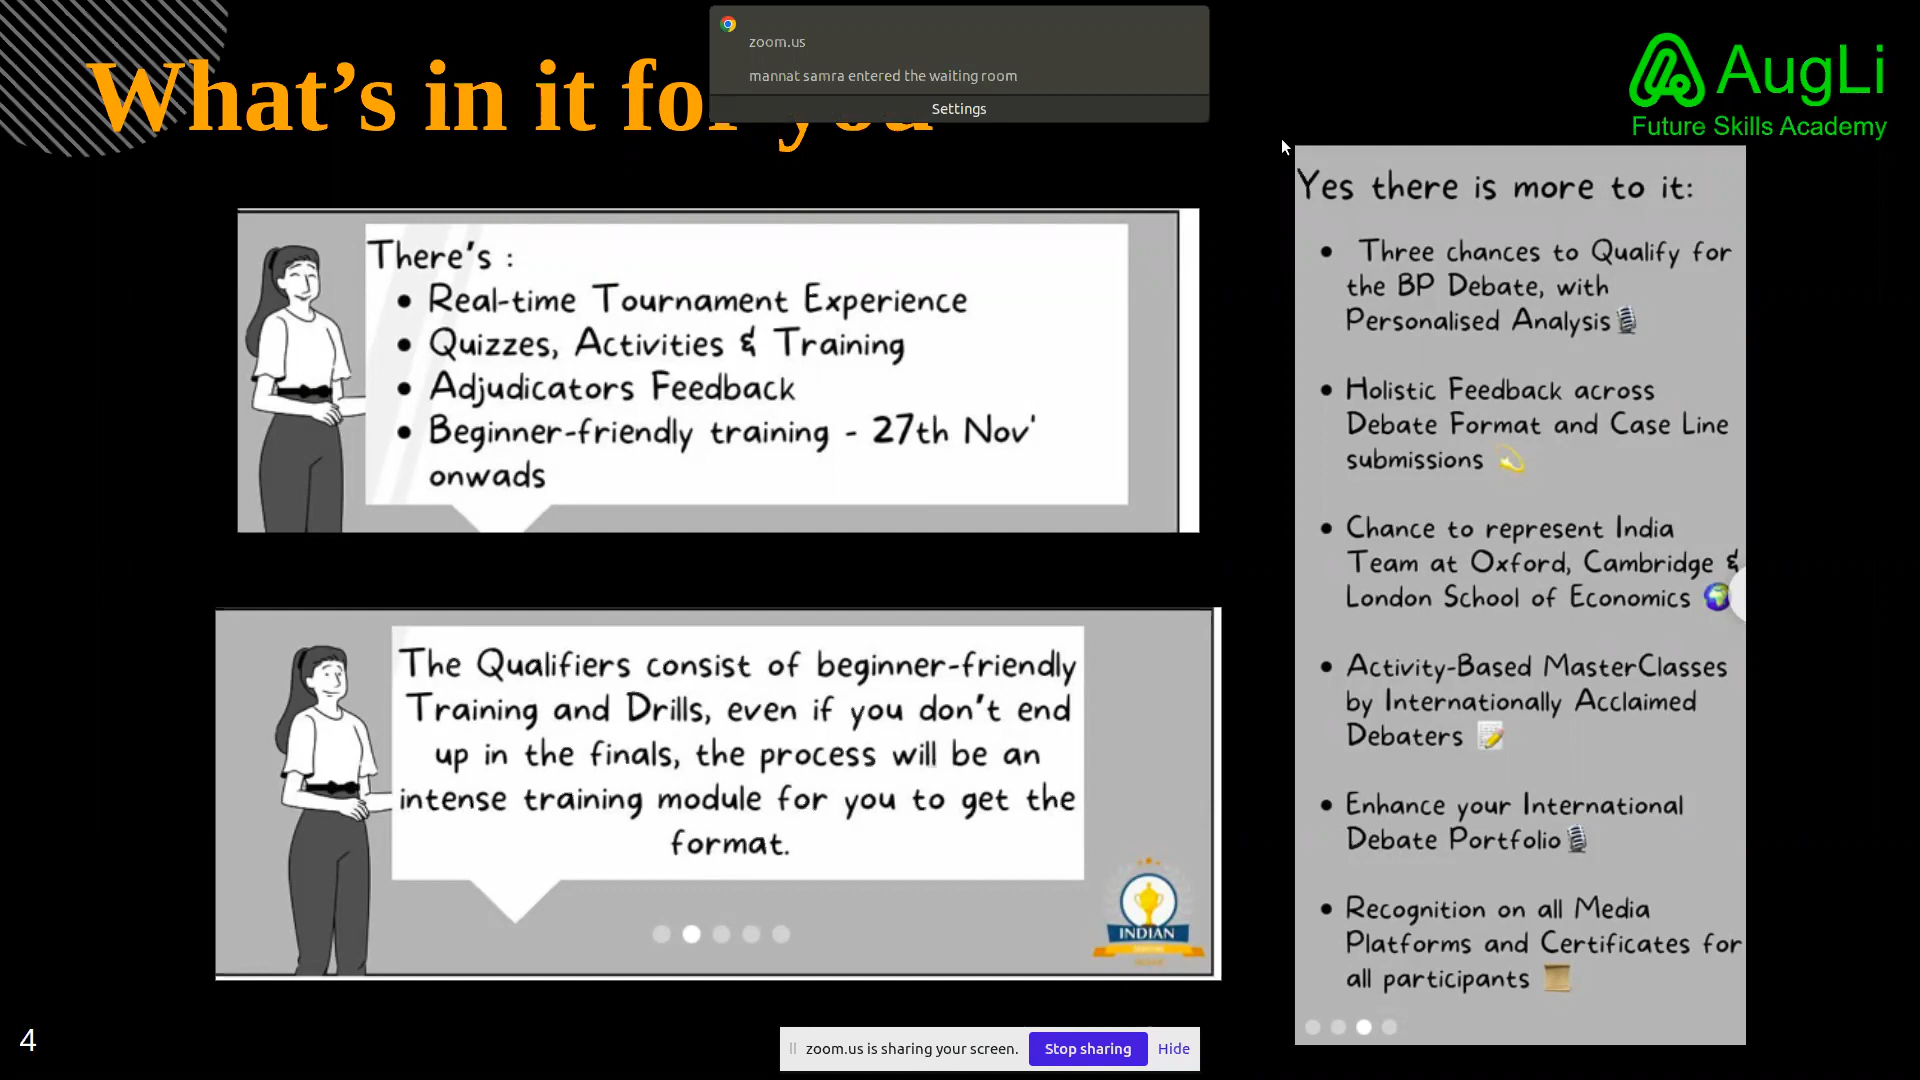 zoom.us
mannat samra entered the waiting room
Settings
What's in it for you
AugLi
Future Skills Academy
There's :
• Real-time Tournament Experience
• Quizzes, Activities & Training
• Adjudicators Feedback
• Beginner-friendly training - 27th Nov'
onwads
The Qualifiers consist of beginner-friendly
Training and Drills, even if you don't end
up in the finals, the process will be an
intense training module for you to get the
format.
INDIAN
Yes there is more to it:
• Three chances to Qualify for
the BP Debate, with
Personalised Analysis🎙️
• Holistic Feedback across
Debate Format and Case Line
submissions 💫
• Chance to represent India
Team at Oxford, Cambridge &
London School of Economics 🌍
• Activity-Based MasterClasses
by Internationally Acclaimed
Debaters 📝
• Enhance your International
Debate Portfolio🎙️
• Recognition on all Media
Platforms and Certificates for
all participants 📜
4
zoom.us is sharing your screen.
Stop sharing
Hide